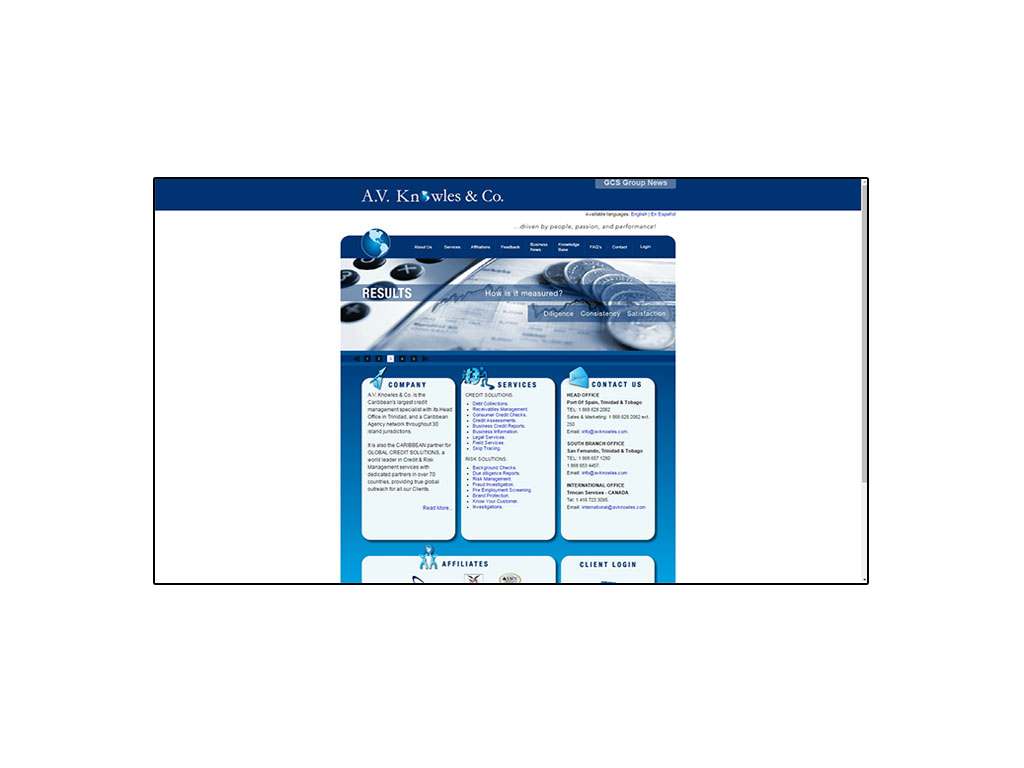 GCS Group News
A.V. Knowles & Co.
Available languages: English | En Español
...driven by people, passion, and performance!
About Us
Services
Affiliations
Feedback
Business News
Knowledge Base
FAQ's
Contact
Login
RESULTS
How is it measured?
Diligence Consistency Satisfaction
1 2 3 4 5
COMPANY
A.V. Knowles & Co. is the
Caribbean's largest credit
management specialist with its Head
Office in Trinidad, and a Caribbean
Agency network throughout 30
island jurisdictions.
It is also the CARIBBEAN partner for
GLOBAL CREDIT SOLUTIONS, a
world leader in Credit & Risk
Management services with
dedicated partners in over 70
countries, providing true global
outreach for all our Clients.
Read More...
SERVICES
CREDIT SOLUTIONS:
Debt Collections.
Receivables Management.
Consumer Credit Checks.
Credit Assessments.
Business Credit Reports.
Business Information.
Legal Services.
Field Services.
Skip Tracing.
RISK SOLUTIONS:
Background Checks.
Due diligence Reports.
Risk Management.
Fraud Investigation.
Pre Employment Screening.
Brand Protection.
Know Your Customer.
Investigations.
CONTACT US
HEAD OFFICE
Port-Of Spain, Trinidad & Tobago
TEL: 1 868 628 2062
Sales & Marketing: 1 868 628 2062 ext.
250
Email: info@avknowles.com
SOUTH BRANCH OFFICE
San Fernando, Trinidad & Tobago
TEL: 1 868 657 1280
1 868 653 4457.
Email: info@avknowles.com
INTERNATIONAL OFFICE
Trincan Services - CANADA
Tel: 1 416 723 3095.
Email: international@avknowles.com
AFFILIATES
CLIENT LOGIN